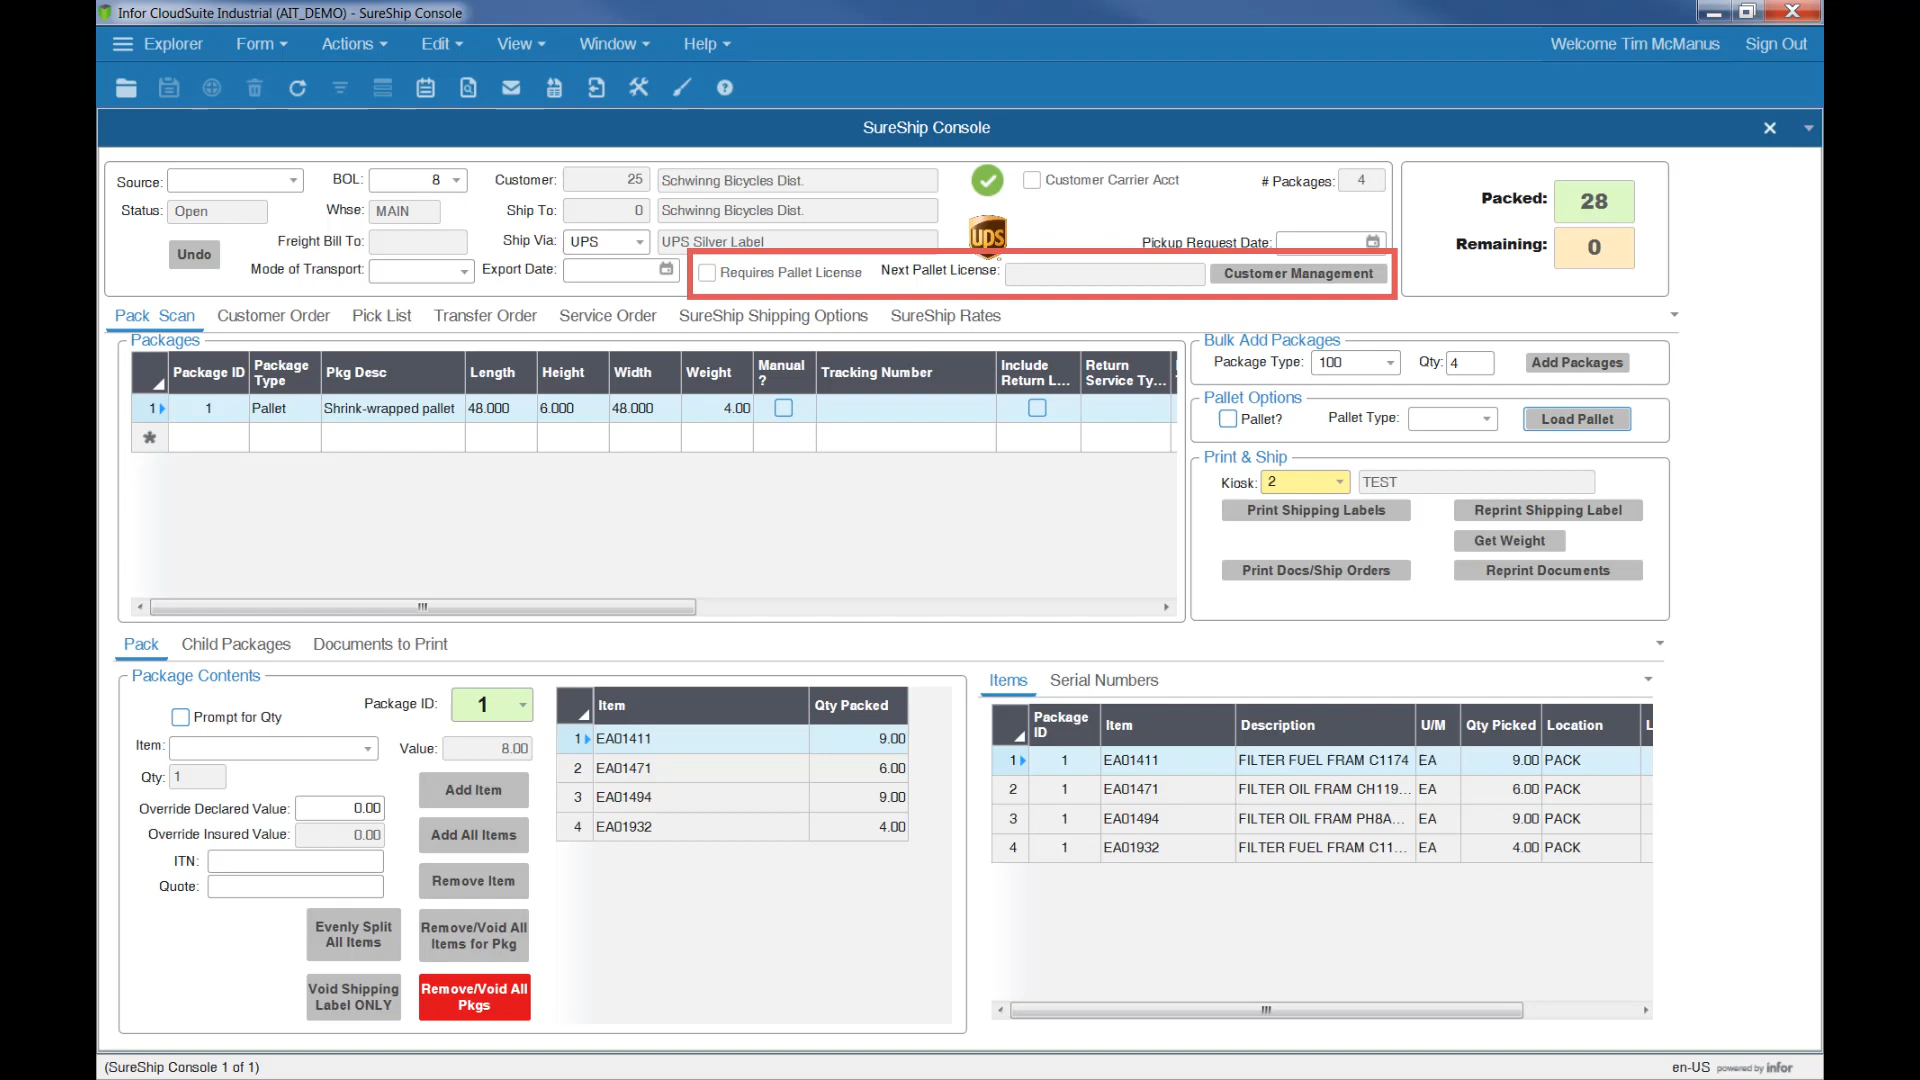 Infor CloudSuite Industrial (AIT_DEMO) - SureShip Console
Explorer Form Actions Edit View Window Help Welcome Tim McManus Sign Out
SureShip Console
Source: BOL: 8 Customer: 25 Schwinng Bicycles Dist. Customer Carrier Acct # Packages: 4
Status: Open Whse: MAIN Ship To: 0 Schwinng Bicycles Dist.
Packed: 28
Undo Freight Bill To: Ship Via: UPS UPS Silver Label ups Pickup Request Date:
Remaining: 0
Mode of Transport: Export Date: Requires Pallet License Next Pallet License: Customer Management
Pack Scan Customer Order Pick List Transfer Order Service Order SureShip Shipping Options SureShip Rates
Packages
Package ID Package Type Pkg Desc Length Height Width Weight Manual ? Tracking Number Include Return L... Return Service Ty...
1 1 Pallet Shrink-wrapped pallet 48.000 6.000 48.000 4.00
Bulk Add Packages
Package Type: 100 Qty: 4 Add Packages
Pallet Options
Pallet? Pallet Type: Load Pallet
Print & Ship
Kiosk: 2 TEST
Print Shipping Labels Reprint Shipping Label
Get Weight
Print Docs/Ship Orders Reprint Documents
Pack Child Packages Documents to Print
Package Contents
Prompt for Qty Package ID: 1
Item: Value: 8.00
Qty: 1
Add Item
Override Declared Value: 0.00
Override Insured Value: 0.00 Add All Items
ITN:
Quote: Remove Item
Evenly Split All Items Remove/Void All Items for Pkg
Void Shipping Label ONLY Remove/Void All Pkgs
Item Qty Packed
1 EA01411 9.00
2 EA01471 6.00
3 EA01494 9.00
4 EA01932 4.00
Items Serial Numbers
Package ID Item Description U/M Qty Picked Location L
1 1 EA01411 FILTER FUEL FRAM C1174 EA 9.00 PACK
2 1 EA01471 FILTER OIL FRAM CH119... EA 6.00 PACK
3 1 EA01494 FILTER OIL FRAM PH8A... EA 9.00 PACK
4 1 EA01932 FILTER FUEL FRAM C11... EA 4.00 PACK
(SureShip Console 1 of 1) en-US powered by infor